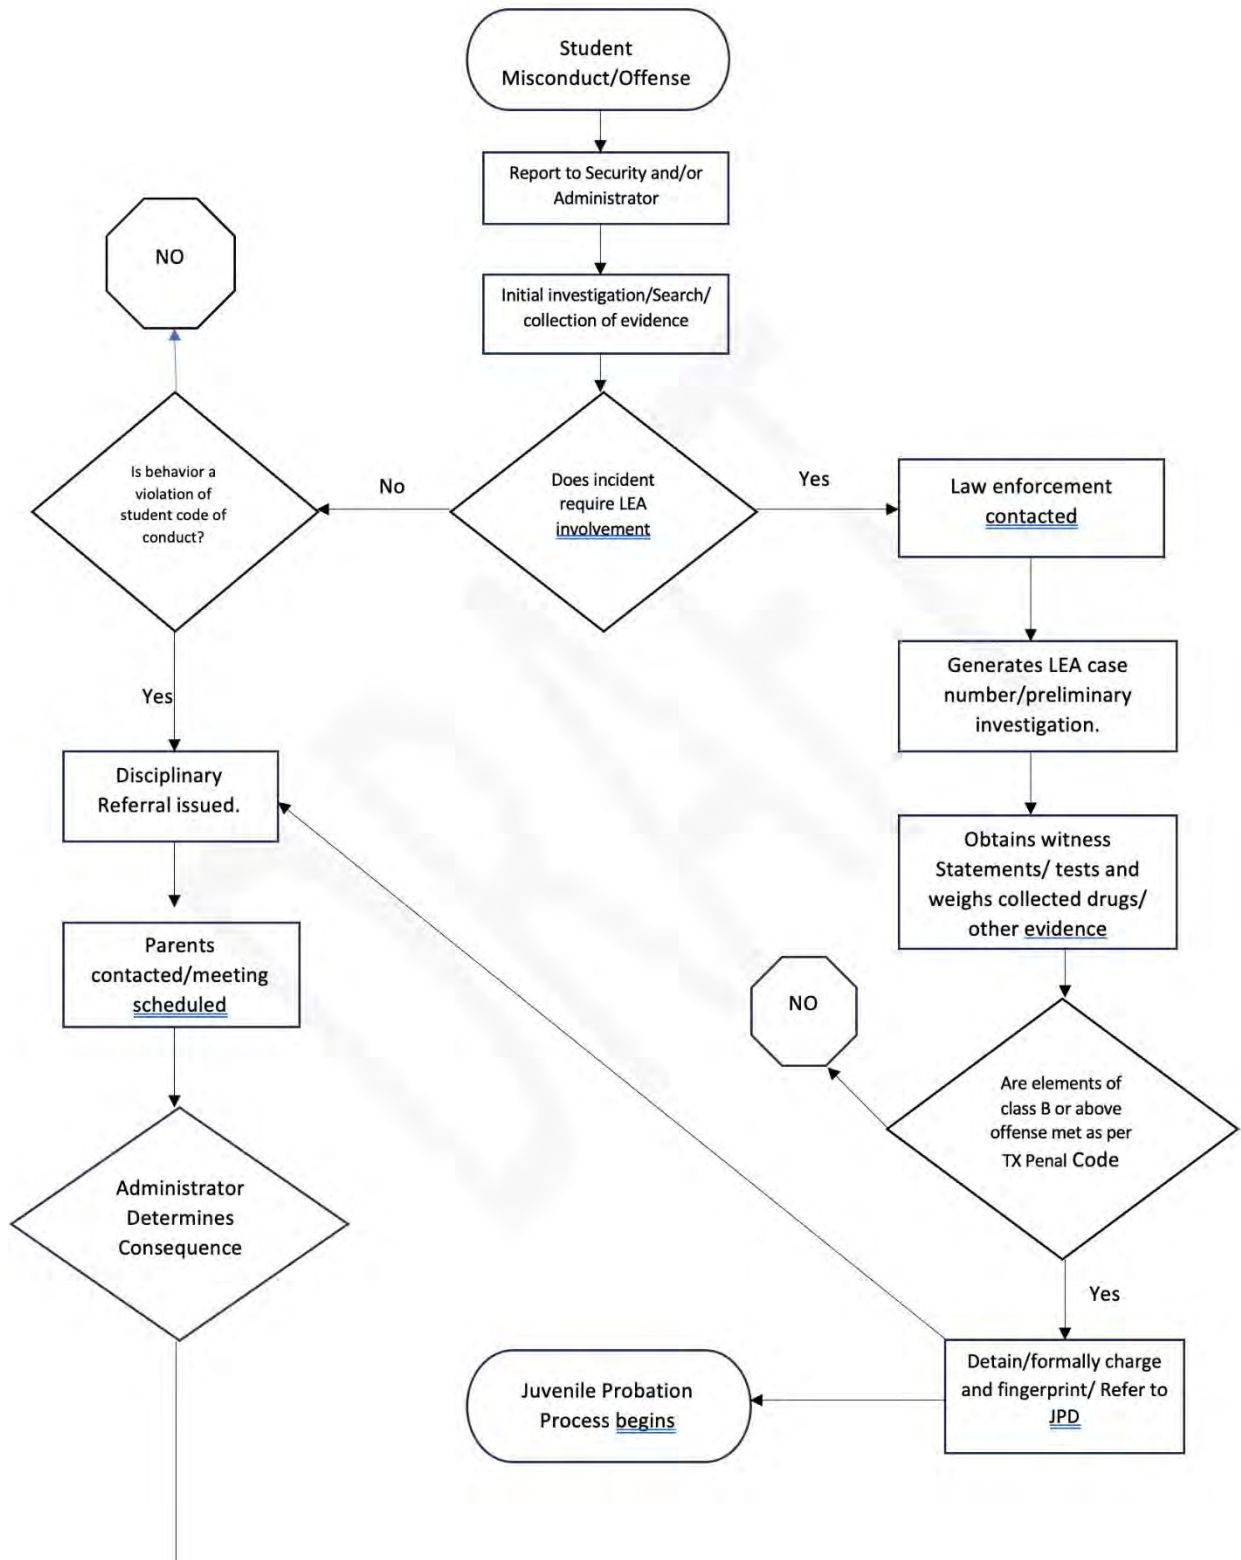 Student
Misconduct/Offense
Report to Security and/or
Administrator
Initial investigation/Search/
collection of evidence
NO
Is behavior a
violation of
student code of
conduct?
No
Does incident
require LEA
involvement
Yes
Law enforcement
contacted
Generates LEA case
number/preliminary
investigation.
Yes
Disciplinary
Referral issued.
Obtains witness
Statements/ tests and
weighs collected drugs/
other evidence
Parents
contacted/meeting
scheduled
NO
Are elements of
class B or above
offense met as per
TX Penal Code
Administrator
Determines
Consequence
Yes
Detain/formally charge
and fingerprint/ Refer to
JPD
Juvenile Probation
Process begins
DRAFT